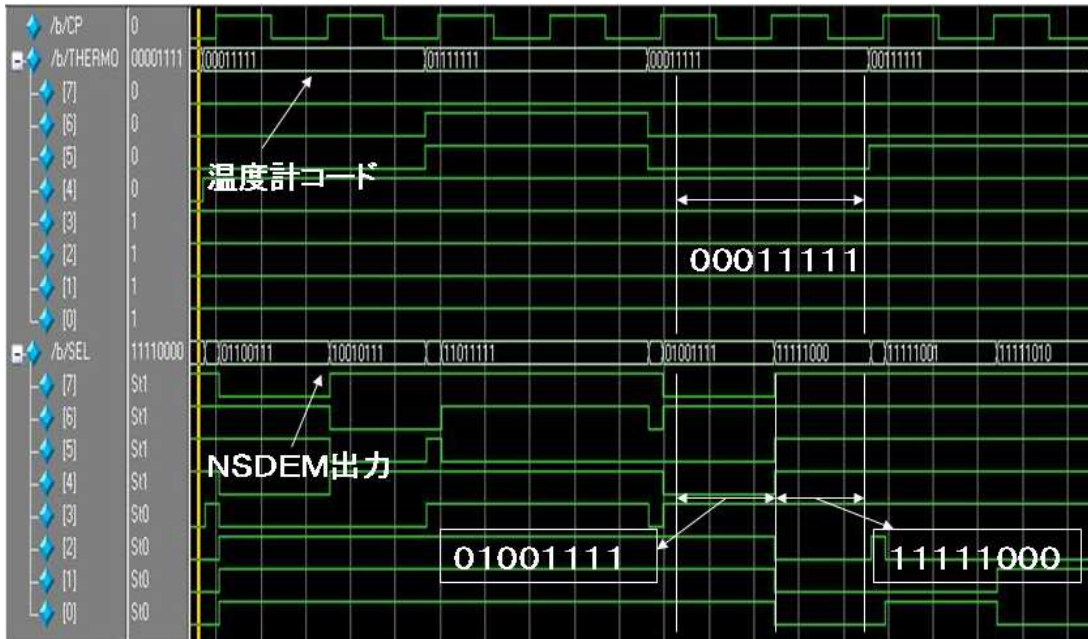 /b/CP 0
/b/THERMO 00001111 00011111 01111111 00011111 00111111
[7] 0
[6] 0
[5] 0
温度計コード
[4] 0
[3] 1
[2] 1
00011111
[1] 1
[0] 1
/b/SEL 11110000 01100111 10010111 11011111 01001111 11111000 11111001 11111010
[7] St1
[6] St1
[5] St1
NSDEM出力
[4] St1
[3] St0
[2] St0
01001111 11111000
[1] St0
[0] St0